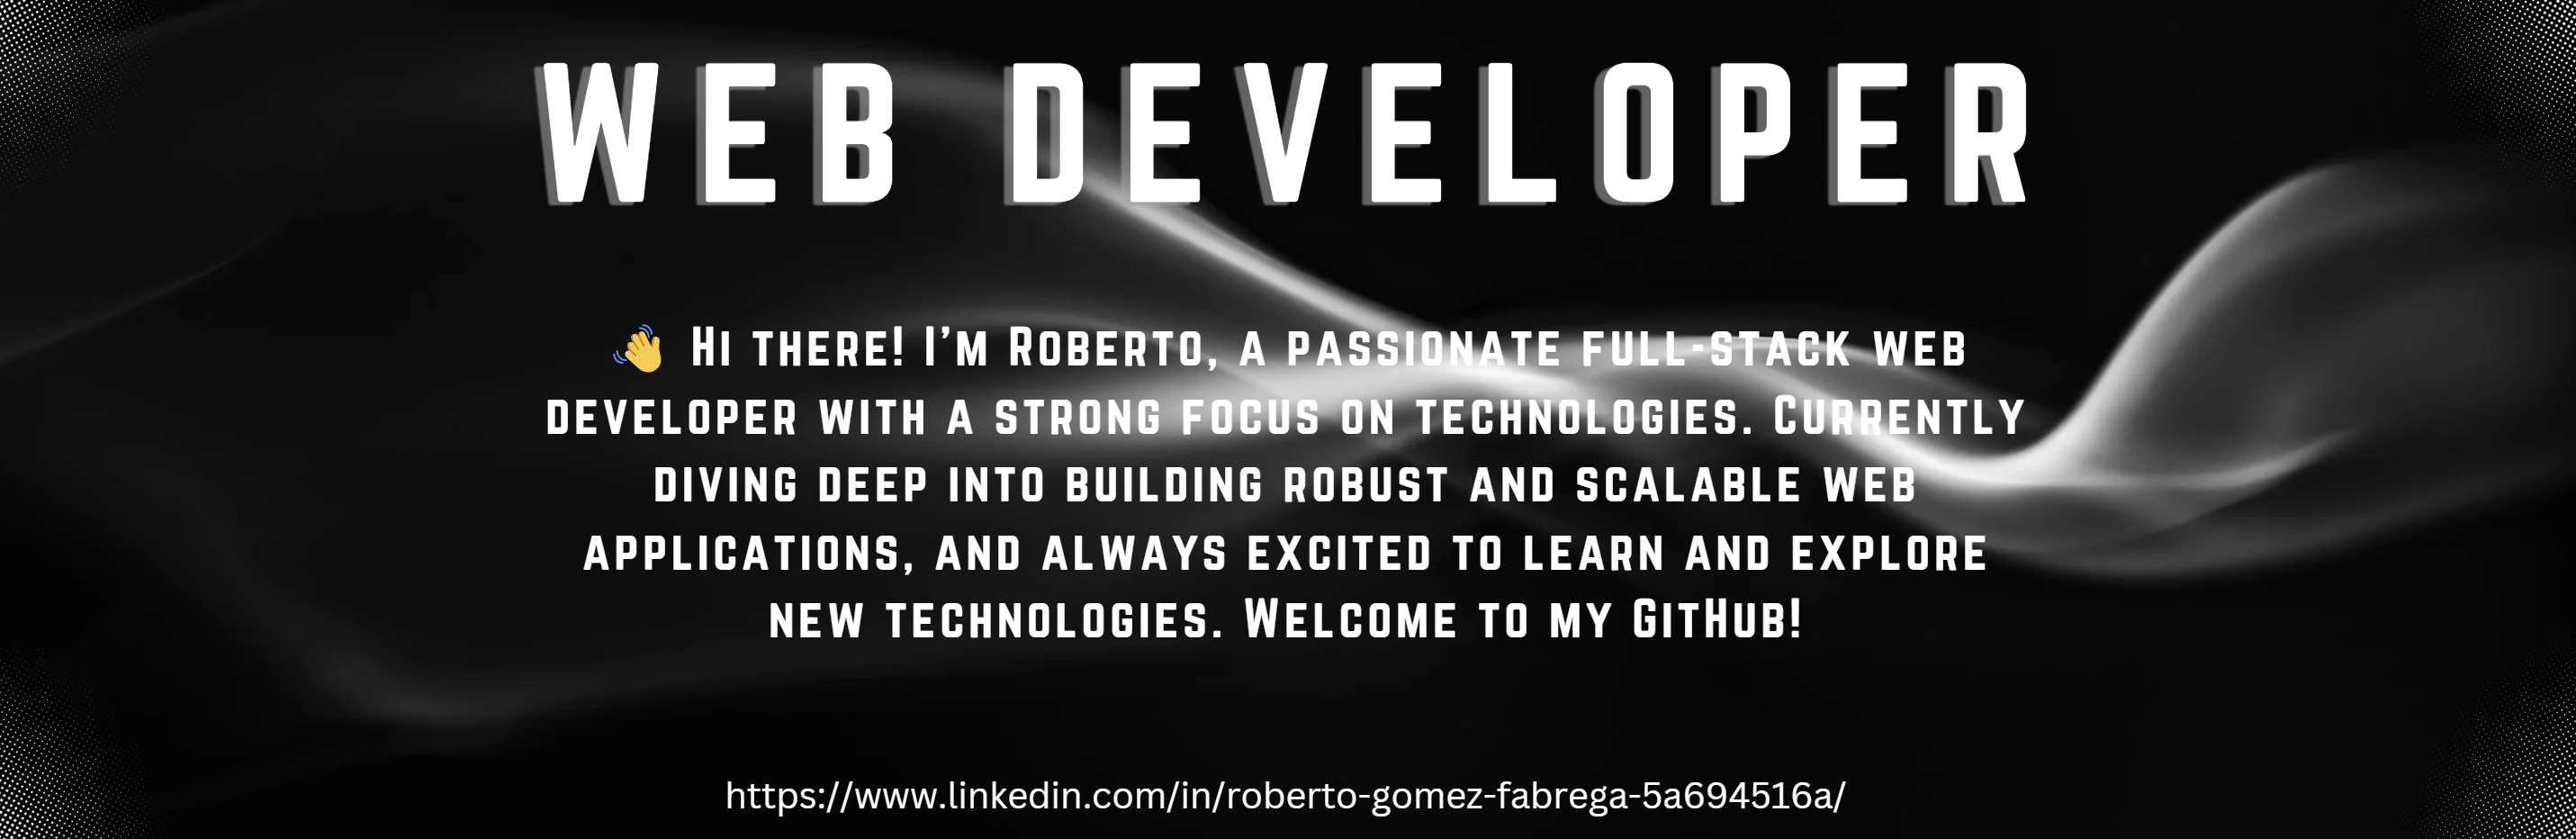 WEB DEVELOPER
👋 Hi there! I'm Roberto, a passionate full-stack web
developer with a strong focus on technologies. Currently
diving deep into building robust and scalable web
applications, and always excited to learn and explore
new technologies. Welcome to my GitHub!
https://www.linkedin.com/in/roberto-gomez-fabrega-5a694516a/